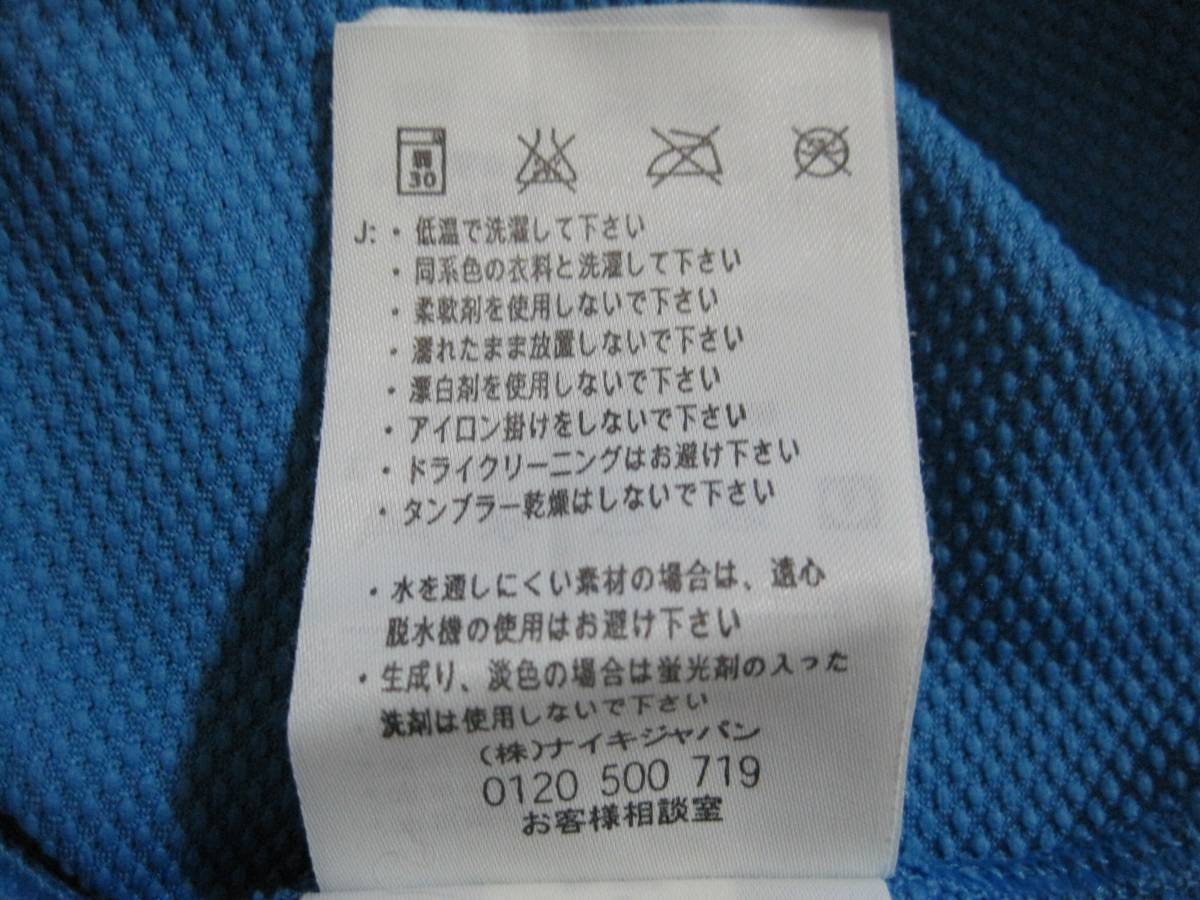 弱
30
J: ・低温で洗濯して下さい
・同系色の衣料と洗濯して下さい
・柔軟剤を使用しないで下さい
・濡れたまま放置しないで下さい
・漂白剤を使用しないで下さい
・アイロン掛けをしないで下さい
・ドライクリーニングはお避け下さい
・タンブラー乾燥はしないで下さい
・水を通しにくい素材の場合は、遠心
脱水機の使用はお避け下さい
・生成り、淡色の場合は蛍光剤の入った
洗剤は使用しないで下さい
(株)ナイキジャパン
0120 500 719
お客様相談室